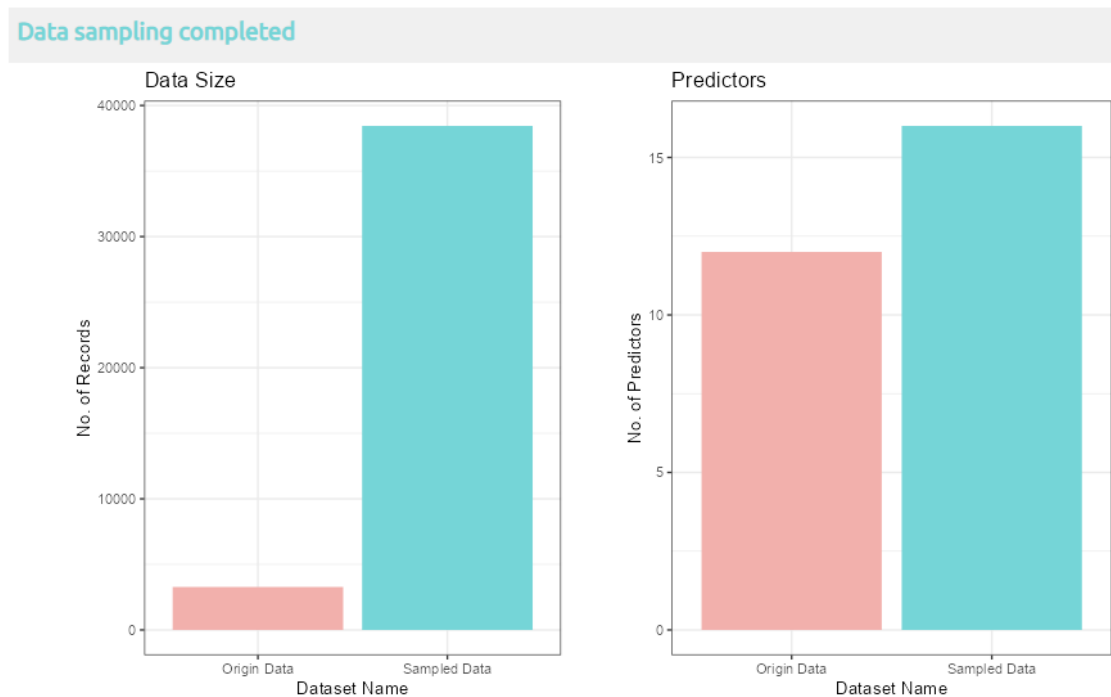 Data sampling completed
Data Size
No. of Records
40000
30000
20000
10000
0
Origin Data
Sampled Data
Dataset Name
Predictors
No. of Predictors
15
10
5
0
Origin Data
Sampled Data
Dataset Name